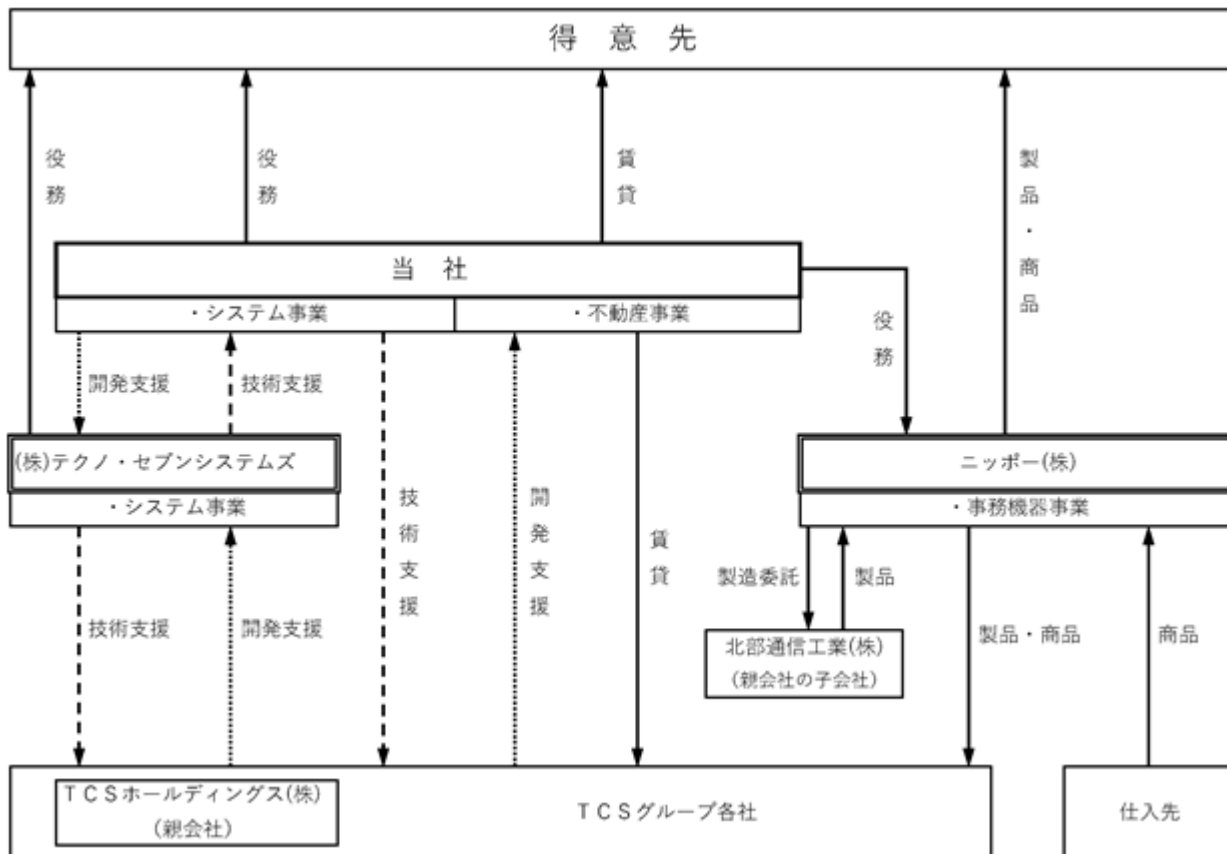 得 意 先
役務
役務
賃貸
製品・商品
当 社
・システム事業
・不動産事業
役務
開発支援
技術支援
(株)テクノ・セブンシステムズ
・システム事業
ニッポー(株)
・事務機器事業
技術支援
開発支援
賃貸
製造委託
製品
技術支援
開発支援
北部通信工業(株)
(親会社の子会社)
製品・商品
商品
TCSホールディングス(株)
(親会社)
TCSグループ各社
仕入先